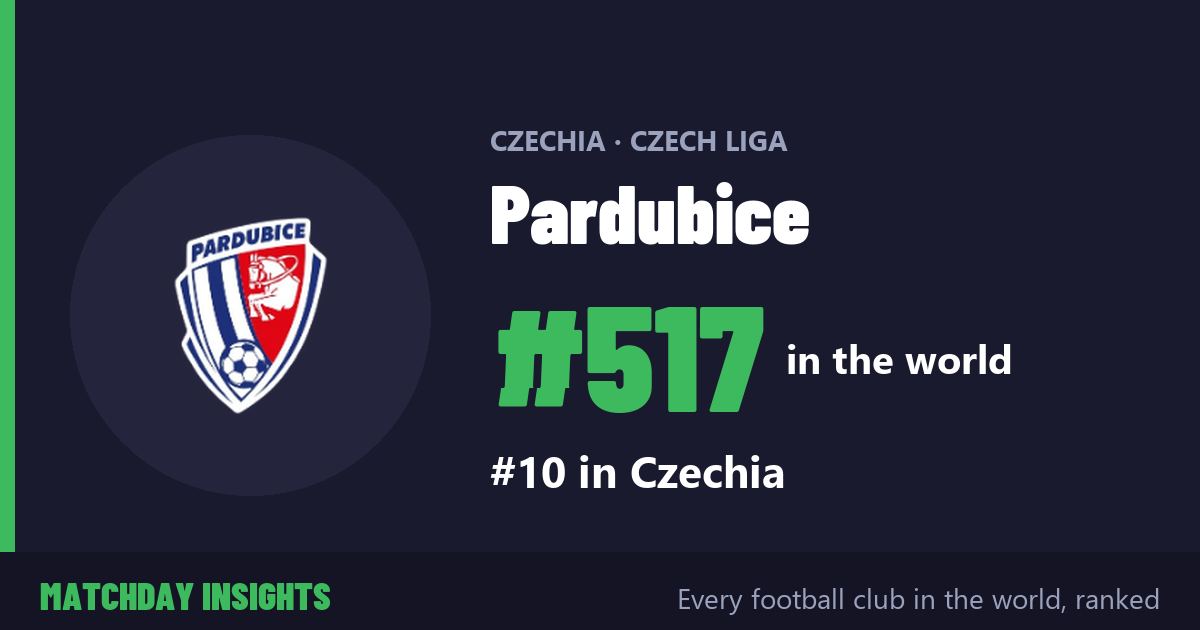 CZECHIA · CZECH LIGA
Pardubice
PARDUBICE
#517 in the world
#10 in Czechia
MATCHDAY INSIGHTS
Every football club in the world, ranked